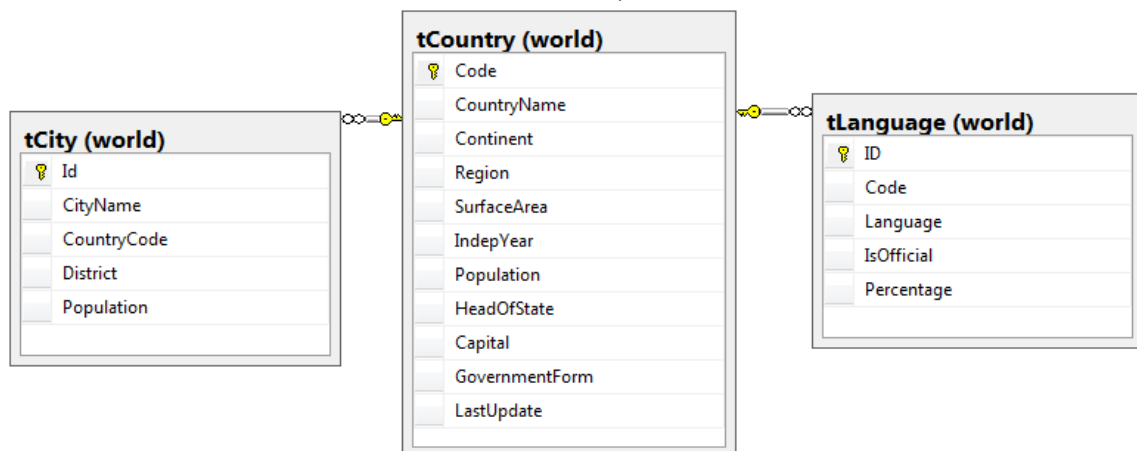 tCity (world)
Id
CityName
CountryCode
District
Population
tCountry (world)
Code
CountryName
Continent
Region
SurfaceArea
IndepYear
Population
HeadOfState
Capital
GovernmentForm
LastUpdate
tLanguage (world)
ID
Code
Language
IsOfficial
Percentage